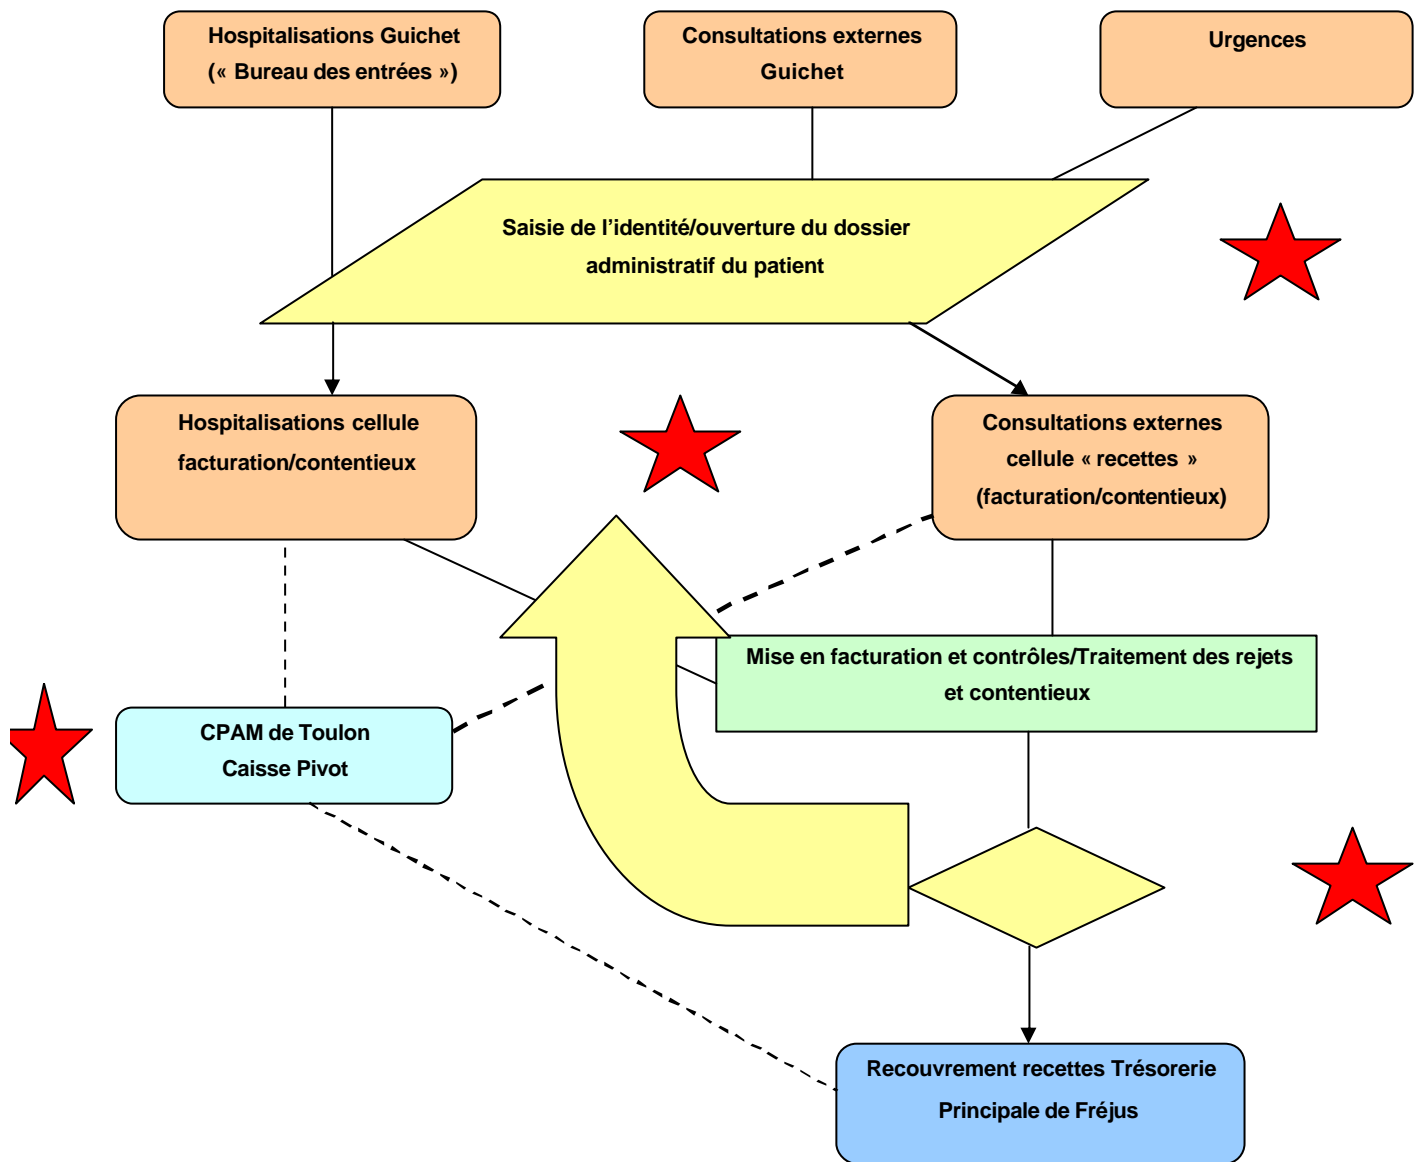 Hospitalisations Guichet
(« Bureau des entrées »)
Consultations externes
Guichet
Urgences
Saisie de l'identité/ouverture du dossier
administratif du patient
Hospitalisations cellule
facturation/contentieux
Consultations externes
cellule « recettes »
(facturation/contentieux)
Mise en facturation et contrôles/Traitement des rejets
et contentieux
CPAM de Toulon
Caisse Pivot
Recouvrement recettes Trésorerie
Principale de Fréjus